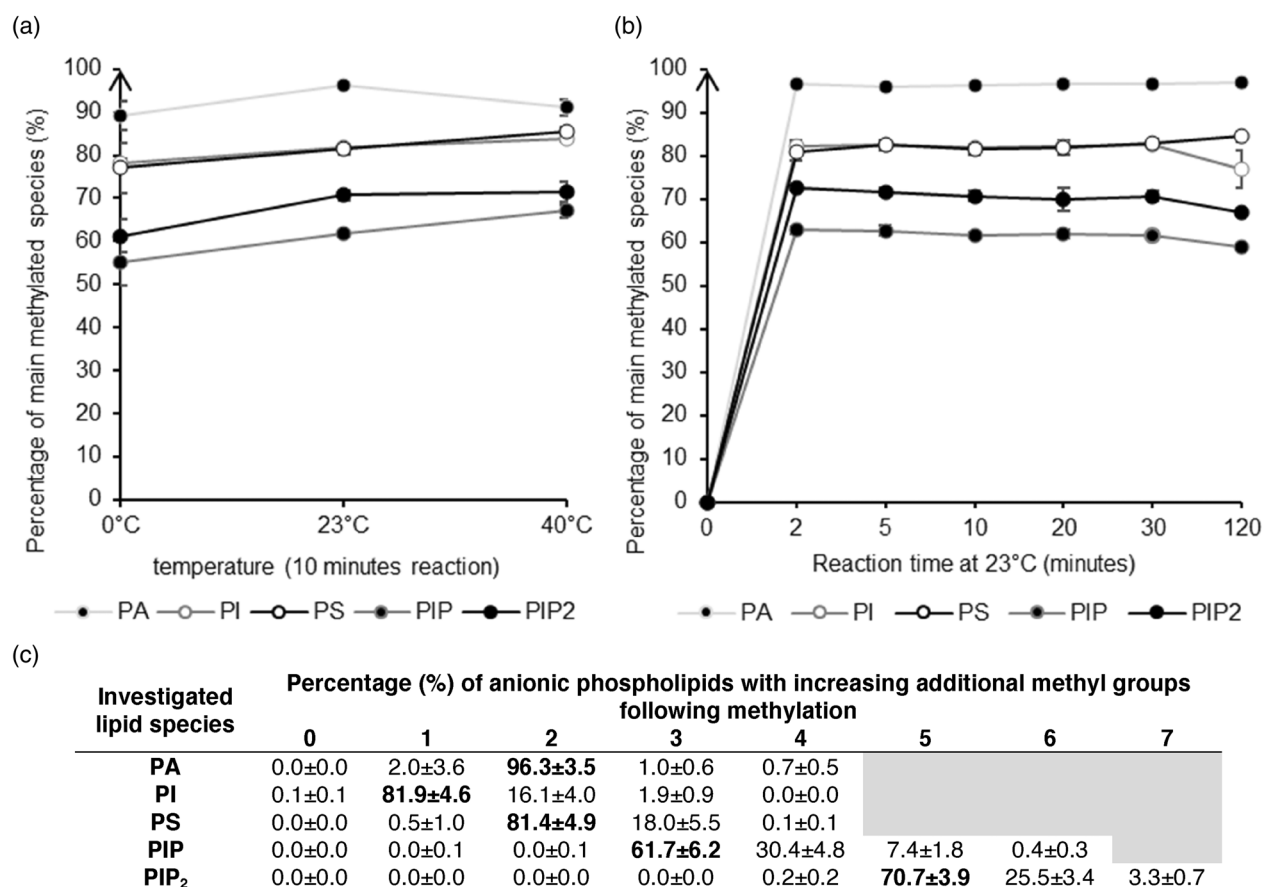 (a)
Percentage of main methylated species (%)
100
90
80
70
60
50
40
30
20
10
0
0°C 23°C 40°C
temperature (10 minutes reaction)
PA PI PS PIP PIP2
(b)
Percentage of main methylated species (%)
100
90
80
70
60
50
40
30
20
10
0
0 2 5 10 20 30 120
Reaction time at 23°C (minutes)
PA PI PS PIP PIP2
(c)
Investigated lipid species
Percentage (%) of anionic phospholipids with increasing additional methyl groups
following methylation
0 1 2 3 4 5 6 7
PA 0.0±0.0 2.0±3.6 96.3±3.5 1.0±0.6 0.7±0.5
PI 0.1±0.1 81.9±4.6 16.1±4.0 1.9±0.9 0.0±0.0
PS 0.0±0.0 0.5±1.0 81.4±4.9 18.0±5.5 0.1±0.1
PIP 0.0±0.0 0.0±0.1 0.0±0.1 61.7±6.2 30.4±4.8 7.4±1.8 0.4±0.3
PIP₂ 0.0±0.0 0.0±0.0 0.0±0.0 0.0±0.0 0.2±0.2 70.7±3.9 25.5±3.4 3.3±0.7